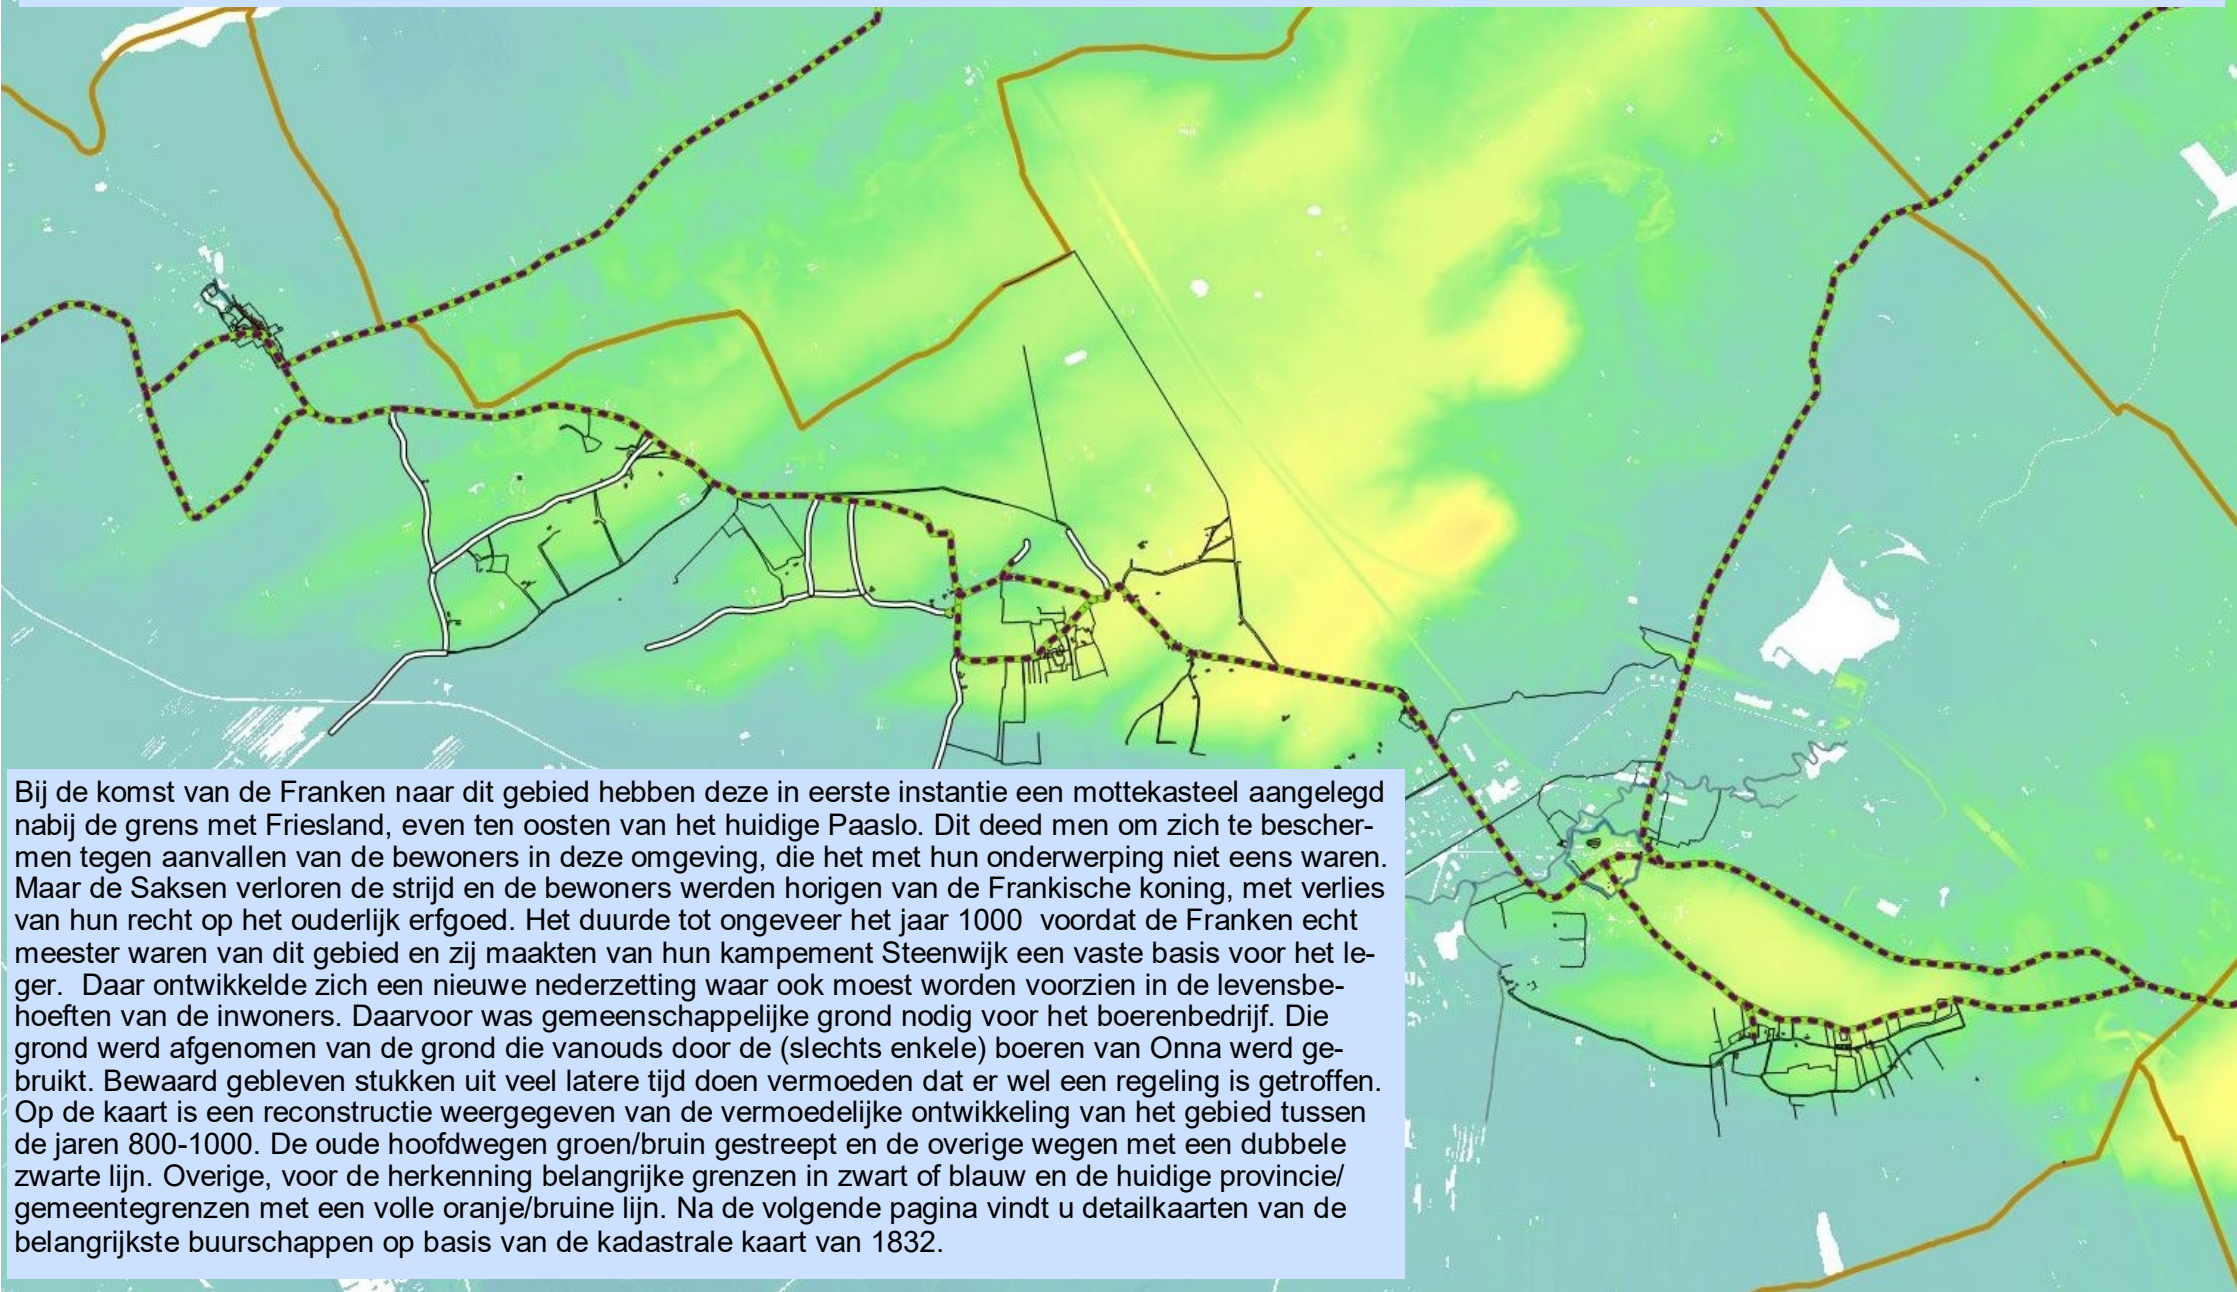 Bij de komst van de Franken naar dit gebied hebben deze in eerste instantie een mottekasteel aangelegd
nabij de grens met Friesland, even ten oosten van het huidige Paaslo. Dit deed men om zich te bescher-
men tegen aanvallen van de bewoners in deze omgeving, die het met hun onderwerping niet eens waren.
Maar de Saksen verloren de strijd en de bewoners werden horigen van de Frankische koning, met verlies
van hun recht op het ouderlijk erfgoed. Het duurde tot ongeveer het jaar 1000  voordat de Franken echt
meester waren van dit gebied en zij maakten van hun kampement Steenwijk een vaste basis voor het le-
ger.  Daar ontwikkelde zich een nieuwe nederzetting waar ook moest worden voorzien in de levensbe-
hoeften van de inwoners. Daarvoor was gemeenschappelijke grond nodig voor het boerenbedrijf. Die
grond werd afgenomen van de grond die vanouds door de (slechts enkele) boeren van Onna werd ge-
bruikt. Bewaard gebleven stukken uit veel latere tijd doen vermoeden dat er wel een regeling is getroffen.
Op de kaart is een reconstructie weergegeven van de vermoedelijke ontwikkeling van het gebied tussen
de jaren 800-1000. De oude hoofdwegen groen/bruin gestreept en de overige wegen met een dubbele
zwarte lijn. Overige, voor de herkenning belangrijke grenzen in zwart of blauw en de huidige provincie/
gemeentegrenzen met een volle oranje/bruine lijn. Na de volgende pagina vindt u detailkaarten van de
belangrijkste buurschappen op basis van de kadastrale kaart van 1832.